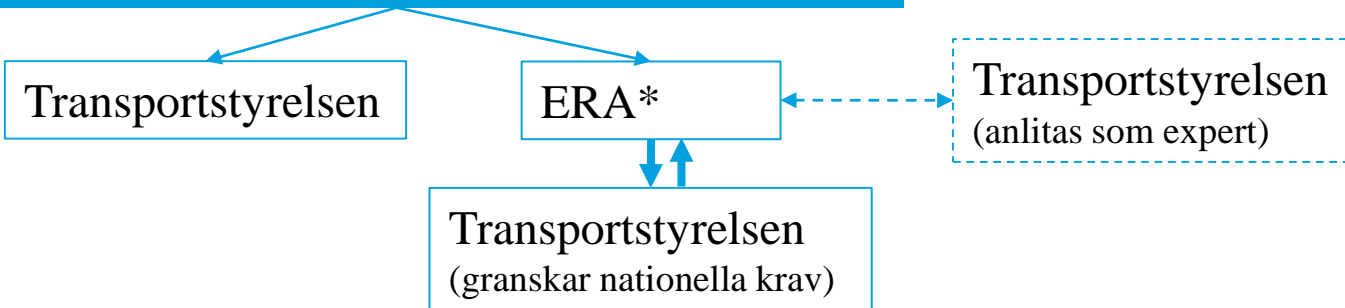 Transportstyrelsen
ERA*
Transportstyrelsen
(anlitas som expert)
Transportstyrelsen
(granskar nationella krav)